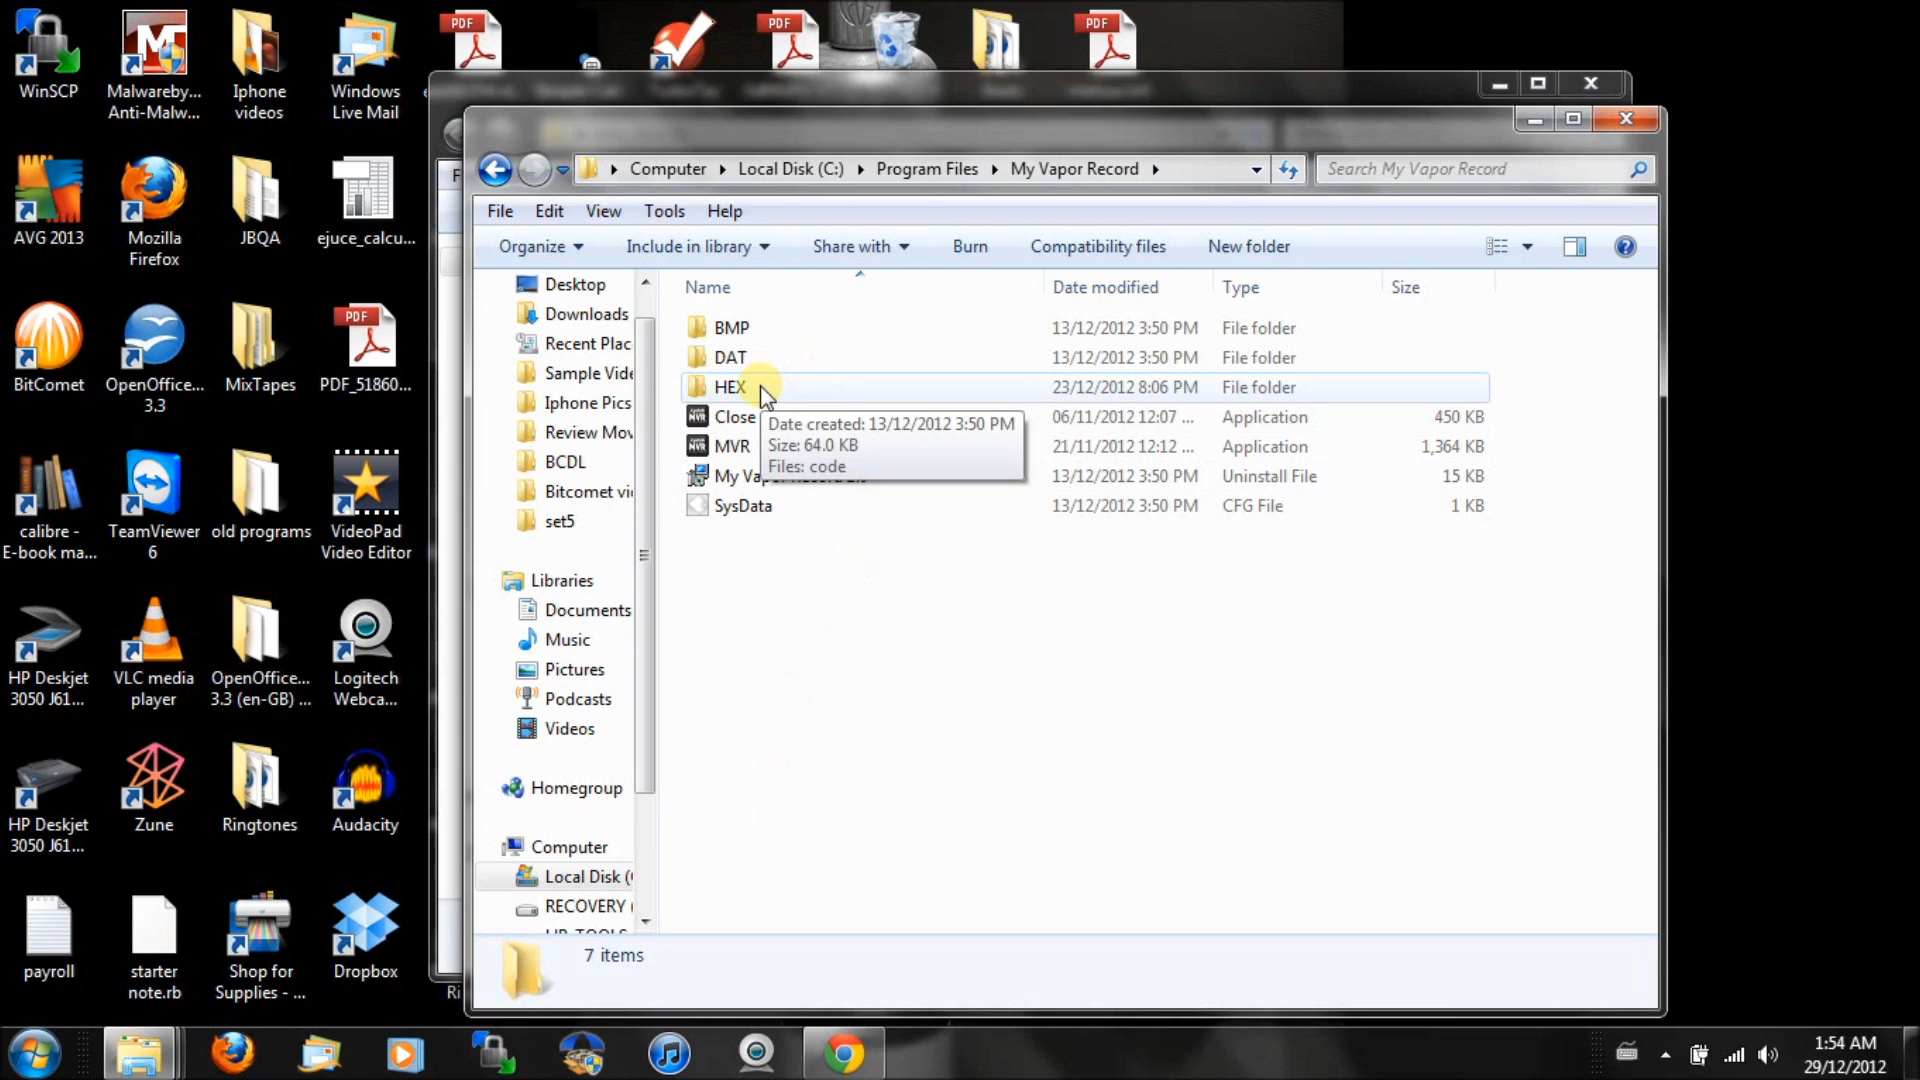 WinSCP
Malwareby...
Anti-Malw...
Iphone
videos
Windows
Live Mail
PDF
PDF
PDF
AVG 2013
Mozilla
Firefox
JBQA
ejuce_calcu...
BitComet
OpenOffice...
3.3
MixTapes
PDF
PDF_51860...
calibre -
E-book ma...
TeamViewer
6
old programs
VideoPad
Video Editor
HP Deskjet
3050 J61...
VLC media
player
OpenOffice...
3.3 (en-GB) ...
Logitech
Webca...
HP Deskjet
3050 J61...
Zune
Ringtones
Audacity
payroll
starter
note.rb
Shop for
Supplies - ...
Dropbox
Ri
F
Computer
Local Disk (C:)
Program Files
My Vapor Record
Search My Vapor Record
File
Edit
View
Tools
Help
Organize
Include in library
Share with
Burn
Compatibility files
New folder
Desktop
Downloads
Recent Plac
Sample Vide
Iphone Pics
Review Mov
BCDL
Bitcomet vi
set5
Libraries
Documents
Music
Pictures
Podcasts
Videos
Homegroup
Computer
Local Disk (
RECOVERY (
HP_TOOLS
Name Date modified Type Size
BMP 13/12/2012 3:50 PM File folder
DAT 13/12/2012 3:50 PM File folder
HEX 23/12/2012 8:06 PM File folder
Close 06/11/2012 12:07 ... Application 450 KB
MVR 21/11/2012 12:12 ... Application 1,364 KB
My Va 13/12/2012 3:50 PM Uninstall File 15 KB
SysData 13/12/2012 3:50 PM CFG File 1 KB
Date created: 13/12/2012 3:50 PM
Size: 64.0 KB
Files: code
7 items
1:54 AM
29/12/2012